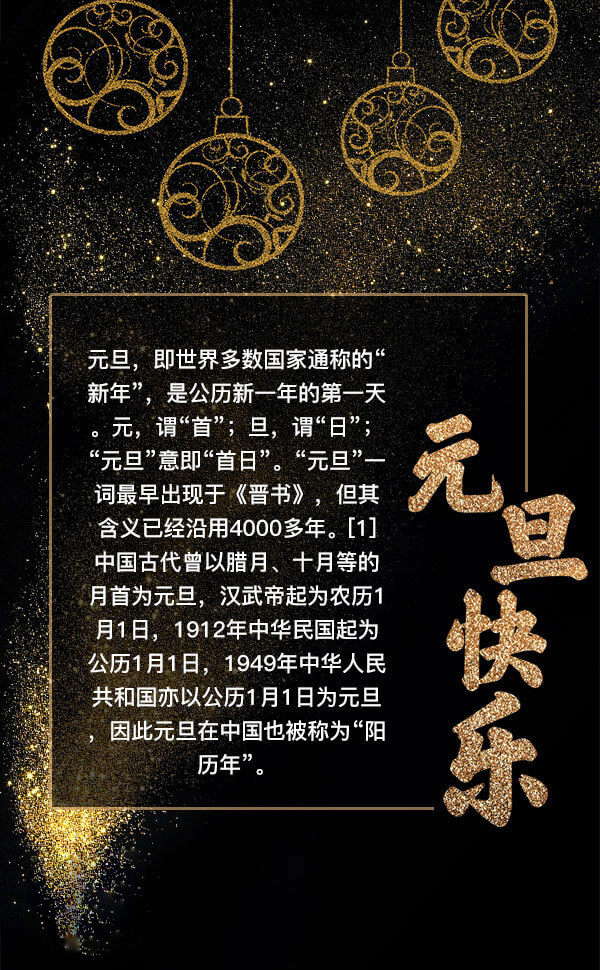 元旦，即世界多数国家通称的“
新年”，是公历新一年的第一天
。元，谓“首”；旦，谓“日”；
“元旦”意即“首日”。“元旦”一
词最早出现于《晋书》，但其
含义已经沿用4000多年。[1]
中国古代曾以腊月、十月等的
月首为元旦，汉武帝起为农历1
月1日，1912年中华民国起为
公历1月1日，1949年中华人民
共和国亦以公历1月1日为元旦
，因此元旦在中国也被称为“阳
历年”。
元旦快乐